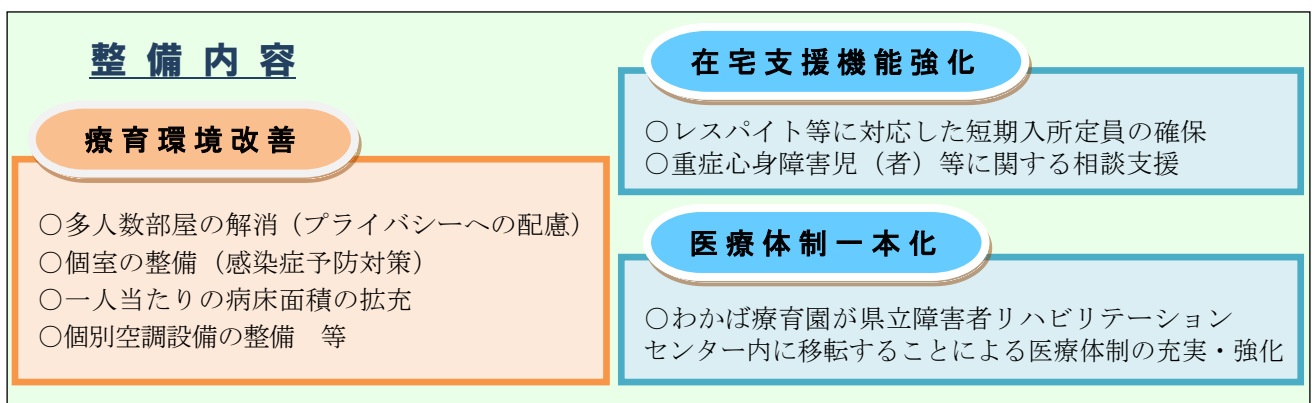 整備内容
療育環境改善
〇多人数部屋の解消（プライバシーへの配慮）
〇個室の整備（感染症予防対策）
〇一人当たりの病床面積の拡充
〇個別空調設備の整備　等
在宅支援機能強化
〇レスパイト等に対応した短期入所定員の確保
〇重症心身障害児（者）等に関する相談支援
医療体制一本化
〇わかば療育園が県立障害者リハビリテーション
センター内に移転することによる医療体制の充実・強化